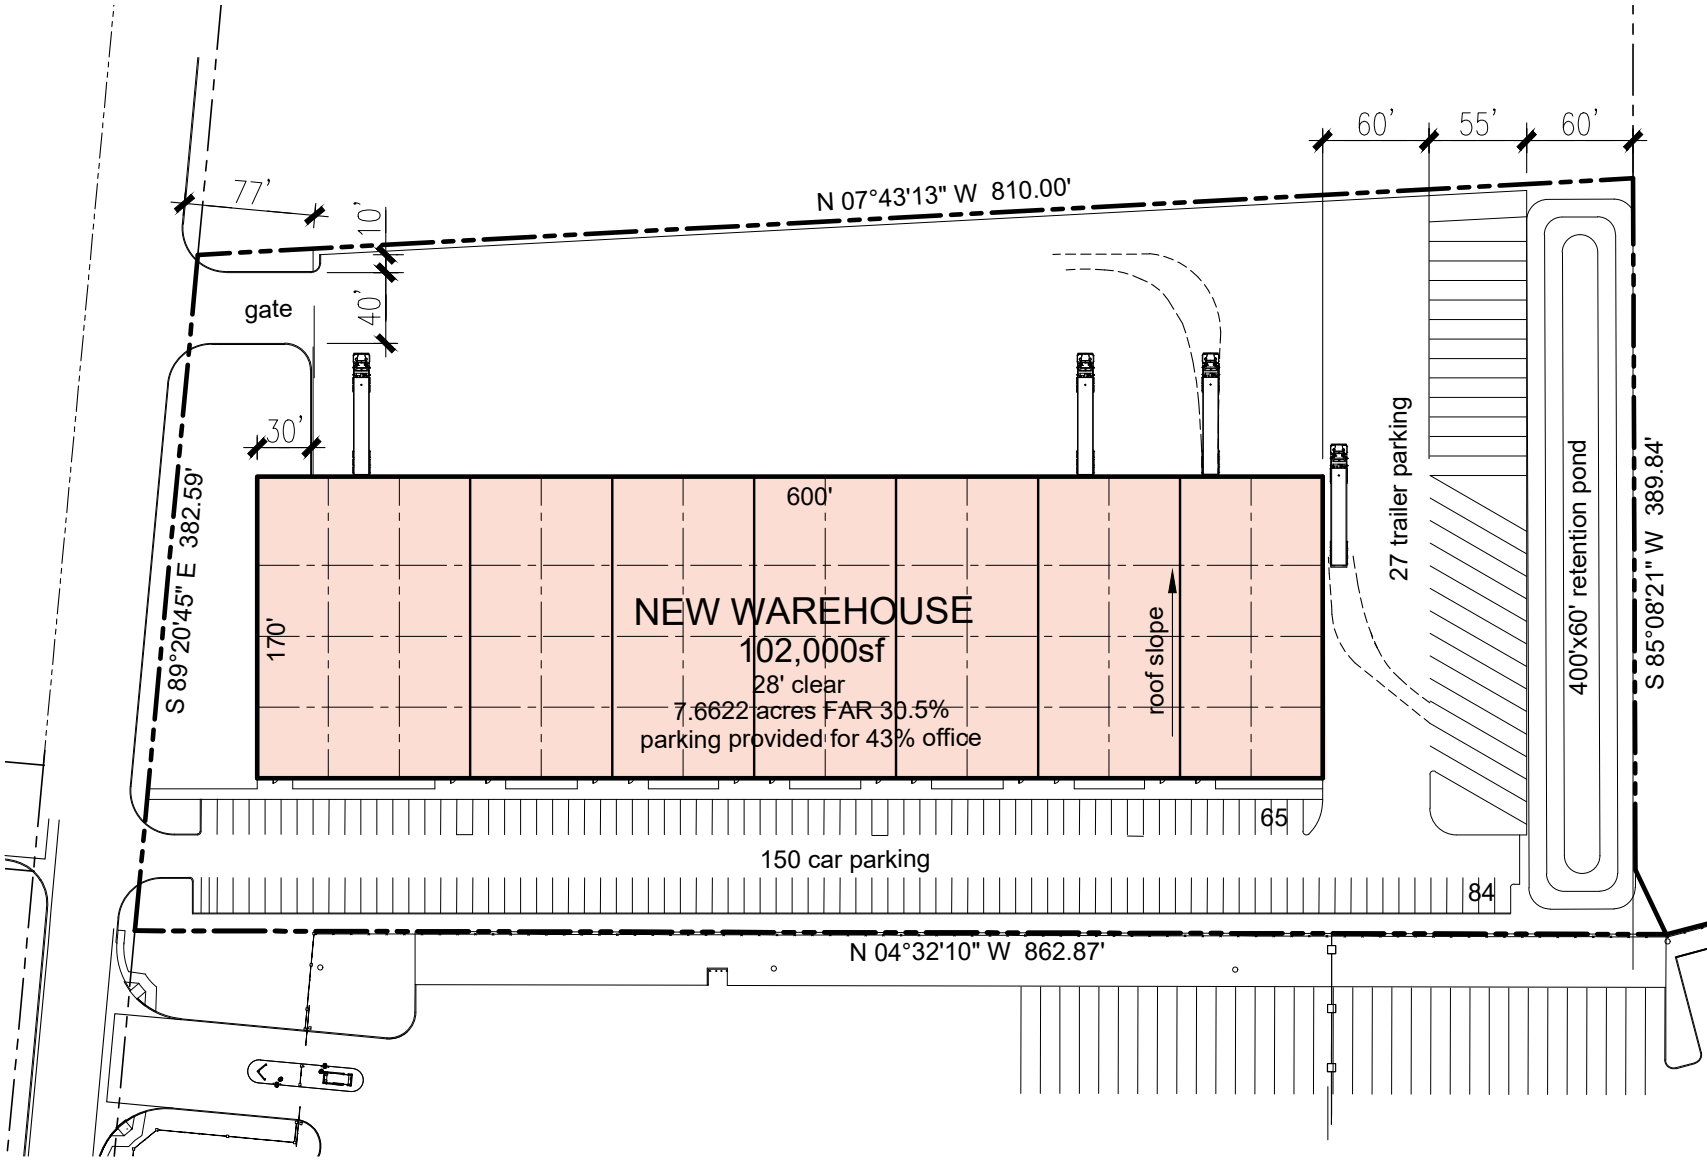 60'
55'
60'
77'
N 07°43'13" W  810.00'
10'
gate
40'
30'
S 89°20'45" E  382.59'
600'
170'
NEW WAREHOUSE
102,000sf
28' clear
7.6622 acres FAR 30.5%
parking provided for 43% office
roof slope
27 trailer parking
400'x60' retention pond
S 85°08'21" W  389.84'
65
150 car parking
84
N 04°32'10" W  862.87'